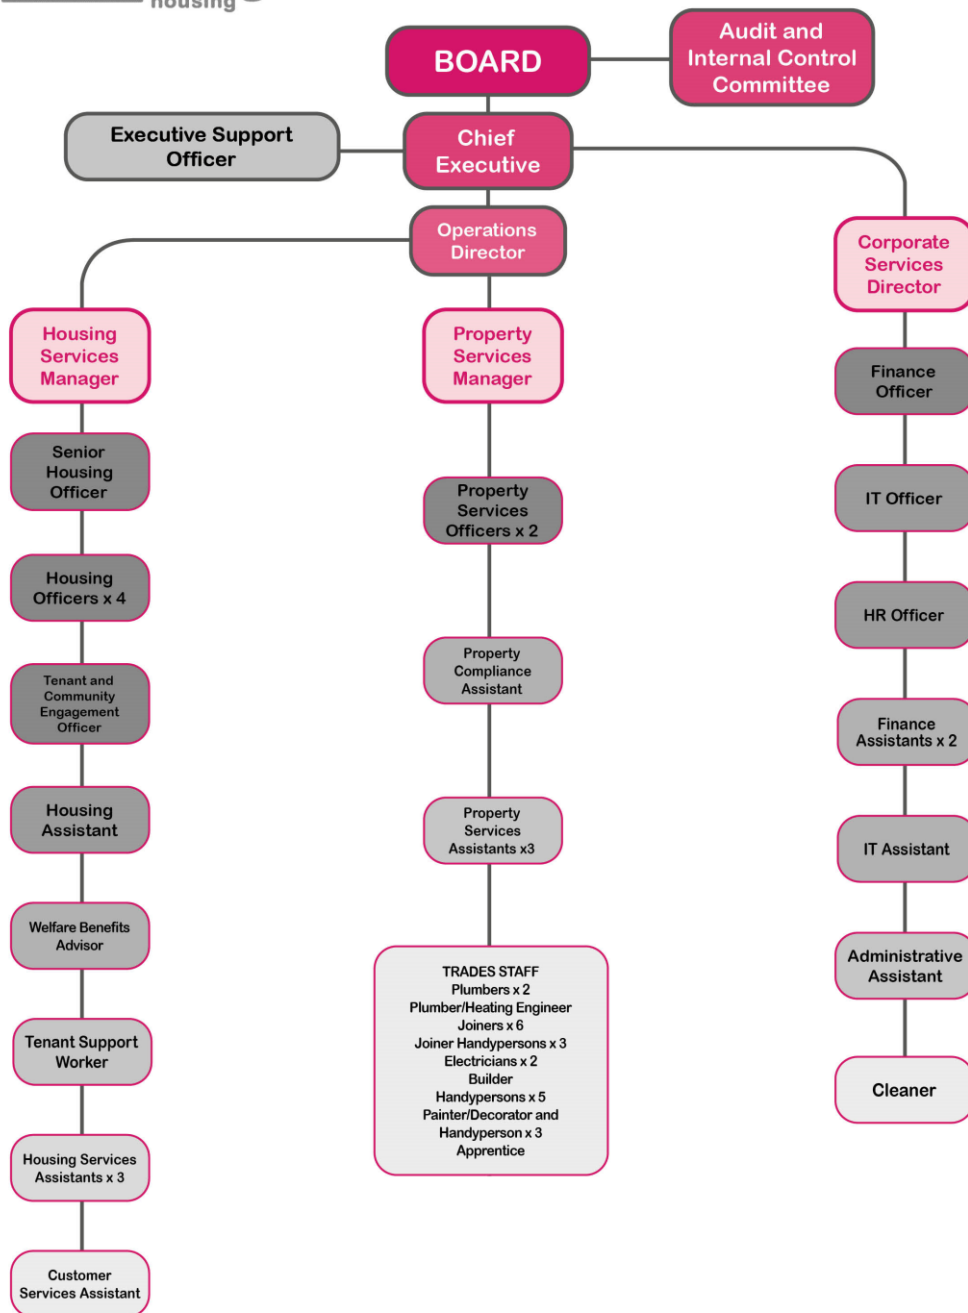 housing
BOARD
Audit and
Internal Control
Committee
Executive Support
Officer
Chief
Executive
Operations
Director
Corporate
Services
Director
Housing
Services
Manager
Property
Services
Manager
Finance
Officer
Senior
Housing
Officer
Property
Services
Officers x 2
IT Officer
Housing
Officers x 4
HR Officer
Tenant and
Community
Engagement
Officer
Property
Compliance
Assistant
Finance
Assistants x 2
Housing
Assistant
Property
Services
Assistants x3
IT Assistant
Welfare Benefits
Advisor
Administrative
Assistant
TRADES STAFF
Plumbers x 2
Plumber/Heating Engineer
Joiners x 6
Joiner Handypersons x 3
Electricians x 2
Builder
Handypersons x 5
Painter/Decorator and
Handyperson x 3
Apprentice
Tenant Support
Worker
Cleaner
Housing Services
Assistants x 3
Customer
Services Assistant